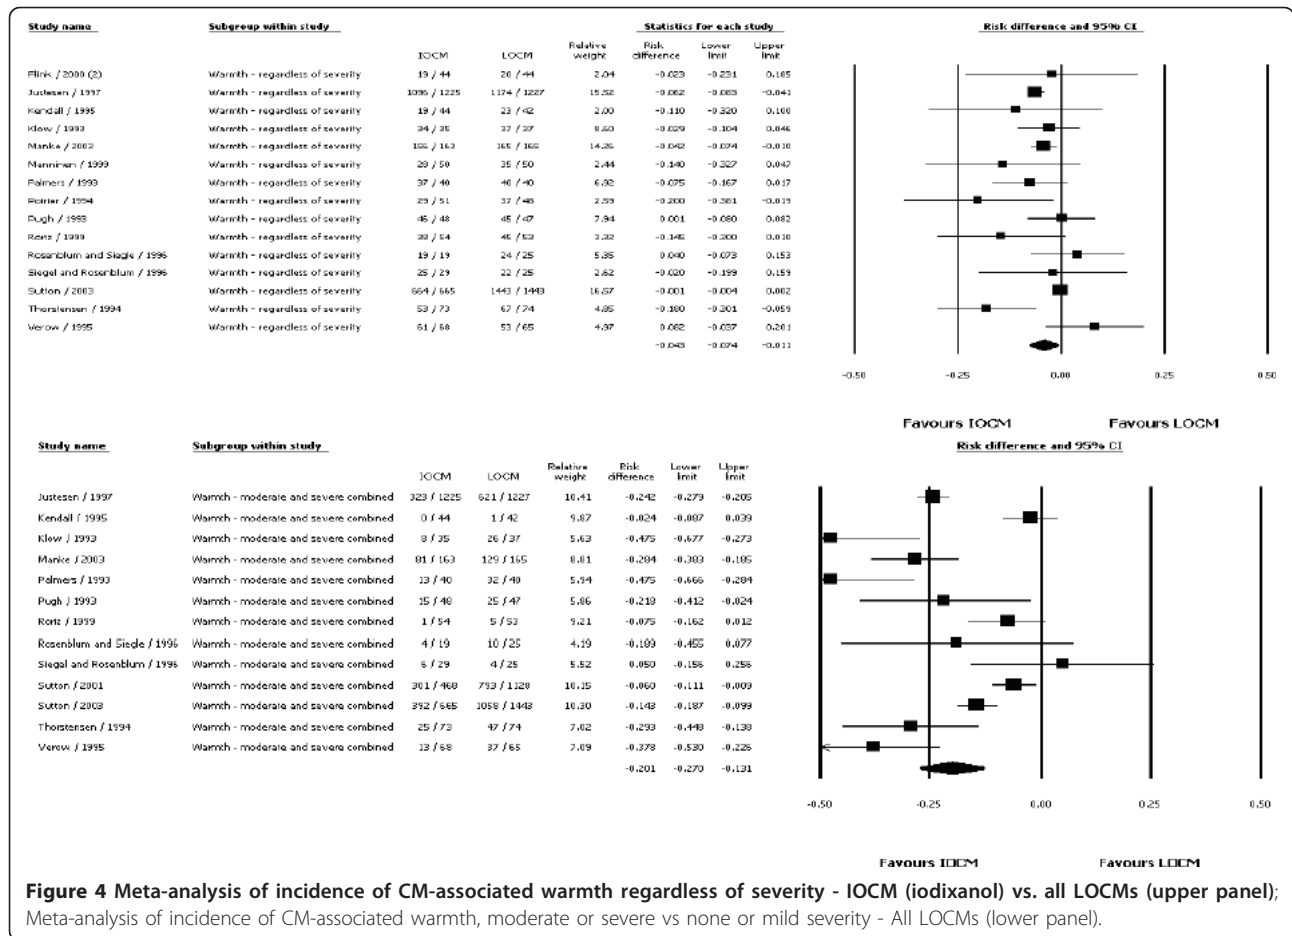 Study name Subgroup within study Statistics for each study Risk difference and 95% CI
IOCM LOCM Relative weight Risk difference Lower limit Upper limit
Flink / 2000 (2) Warmth - regardless of severity 19 / 44 20 / 44 2.04 -0.023 -0.231 0.185
Justesen / 1997 Warmth - regardless of severity 1096 / 1225 1174 / 1227 15.52 -0.062 -0.083 -0.041
Kendall / 1995 Warmth - regardless of severity 19 / 44 23 / 42 2.00 -0.110 -0.320 0.100
Klow / 1993 Warmth - regardless of severity 34 / 35 37 / 37 8.60 -0.029 -0.104 0.046
Manke / 2003 Warmth - regardless of severity 156 / 163 165 / 165 14.26 -0.042 -0.074 -0.010
Manninen / 1999 Warmth - regardless of severity 28 / 50 35 / 50 2.44 -0.140 -0.327 0.047
Palmers / 1993 Warmth - regardless of severity 37 / 40 40 / 40 6.92 -0.075 -0.167 0.017
Poirier / 1994 Warmth - regardless of severity 29 / 51 37 / 48 2.59 -0.200 -0.381 -0.019
Pugh / 1993 Warmth - regardless of severity 46 / 48 45 / 47 7.94 0.001 -0.080 0.082
Roriz / 1999 Warmth - regardless of severity 38 / 54 45 / 53 -0.145 -0.300 0.010
Rosenblum and Siegle / 1996 Warmth - regardless of severity 19 / 19 24 / 25 5.35 0.040 -0.073 0.153
Siegel and Rosenblum / 1996 Warmth - regardless of severity 25 / 29 22 / 25 2.62 -0.020 -0.199 0.159
Sutton / 2003 Warmth - regardless of severity 664 / 665 1443 / 1443 16.57 -0.001 -0.004 0.002
Thorstensen / 1994 Warmth - regardless of severity 53 / 73 67 / 74 4.85 -0.180 -0.301 -0.059
Verow / 1995 Warmth - regardless of severity 61 / 68 53 / 65 4.97 0.082 -0.037 0.201
-0.043 -0.074 -0.011
-0.50 -0.25 0.00 0.25 0.50
Favours IOCM Favours LOCM
Study name Subgroup within study Risk difference and 95% CI
IOCM LOCM Relative weight Risk difference Lower limit Upper limit
Justesen / 1997 Warmth - moderate and severe combined 323 / 1225 621 / 1227 10.41 -0.242 -0.279 -0.205
Kendall / 1995 Warmth - moderate and severe combined 0 / 44 1 / 42 9.87 -0.024 -0.087 0.039
Klow / 1993 Warmth - moderate and severe combined 8 / 35 26 / 37 5.63 -0.475 -0.677 -0.273
Manke / 2003 Warmth - moderate and severe combined 81 / 163 129 / 165 8.81 -0.284 -0.383 -0.185
Palmers / 1993 Warmth - moderate and severe combined 13 / 40 32 / 40 5.94 -0.475 -0.666 -0.284
Pugh / 1993 Warmth - moderate and severe combined 15 / 48 25 / 47 5.86 -0.218 -0.412 -0.024
Roriz / 1999 Warmth - moderate and severe combined 1 / 54 5 / 53 9.21 -0.075 -0.162 0.012
Rosenblum and Siegle / 1996 Warmth - moderate and severe combined 4 / 19 10 / 25 4.19 -0.189 -0.455 0.077
Siegel and Rosenblum / 1996 Warmth - moderate and severe combined 6 / 29 4 / 25 5.52 0.050 -0.156 0.256
Sutton / 2001 Warmth - moderate and severe combined 301 / 468 793 / 1128 10.15 -0.060 -0.111 -0.009
Sutton / 2003 Warmth - moderate and severe combined 392 / 665 1058 / 1443 10.30 -0.143 -0.187 -0.099
Thorstensen / 1994 Warmth - moderate and severe combined 25 / 73 47 / 74 7.02 -0.293 -0.448 -0.138
Verow / 1995 Warmth - moderate and severe combined 13 / 68 37 / 65 7.09 -0.378 -0.530 -0.226
-0.201 -0.270 -0.131
-0.50 -0.25 0.00 0.25 0.50
Favours IOCM Favours LOCM
Figure 4 Meta-analysis of incidence of CM-associated warmth regardless of severity - IOCM (iodixanol) vs. all LOCMs (upper panel);
Meta-analysis of incidence of CM-associated warmth, moderate or severe vs none or mild severity - All LOCMs (lower panel).